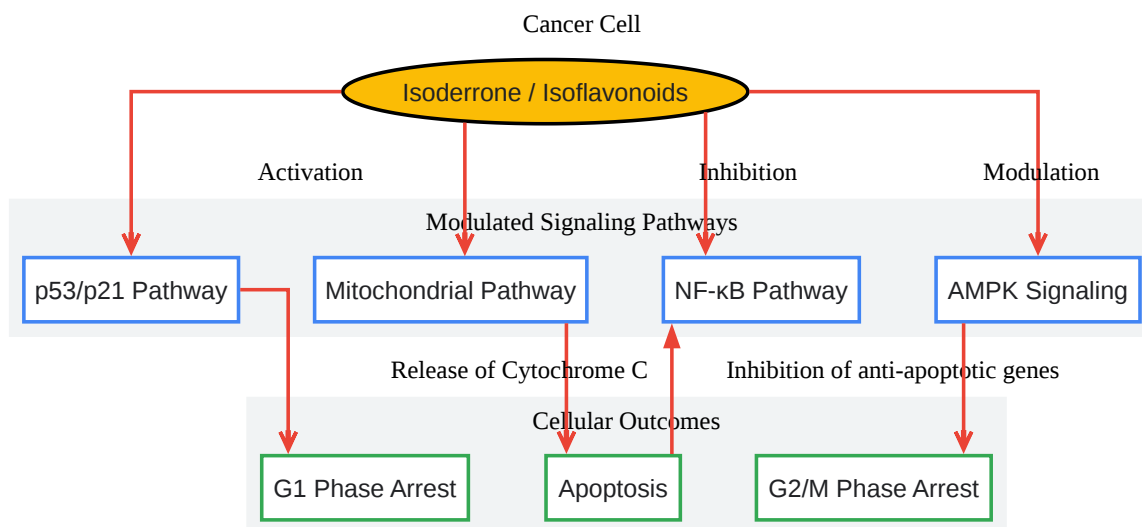 Cancer Cell
Isoderrone / Isoflavonoids
Activation
Inhibition
Modulation
Modulated Signaling Pathways
p53/p21 Pathway
Mitochondrial Pathway
NF-κB Pathway
AMPK Signaling
Release of Cytochrome C
Inhibition of anti-apoptotic genes
Cellular Outcomes
G1 Phase Arrest
Apoptosis
G2/M Phase Arrest